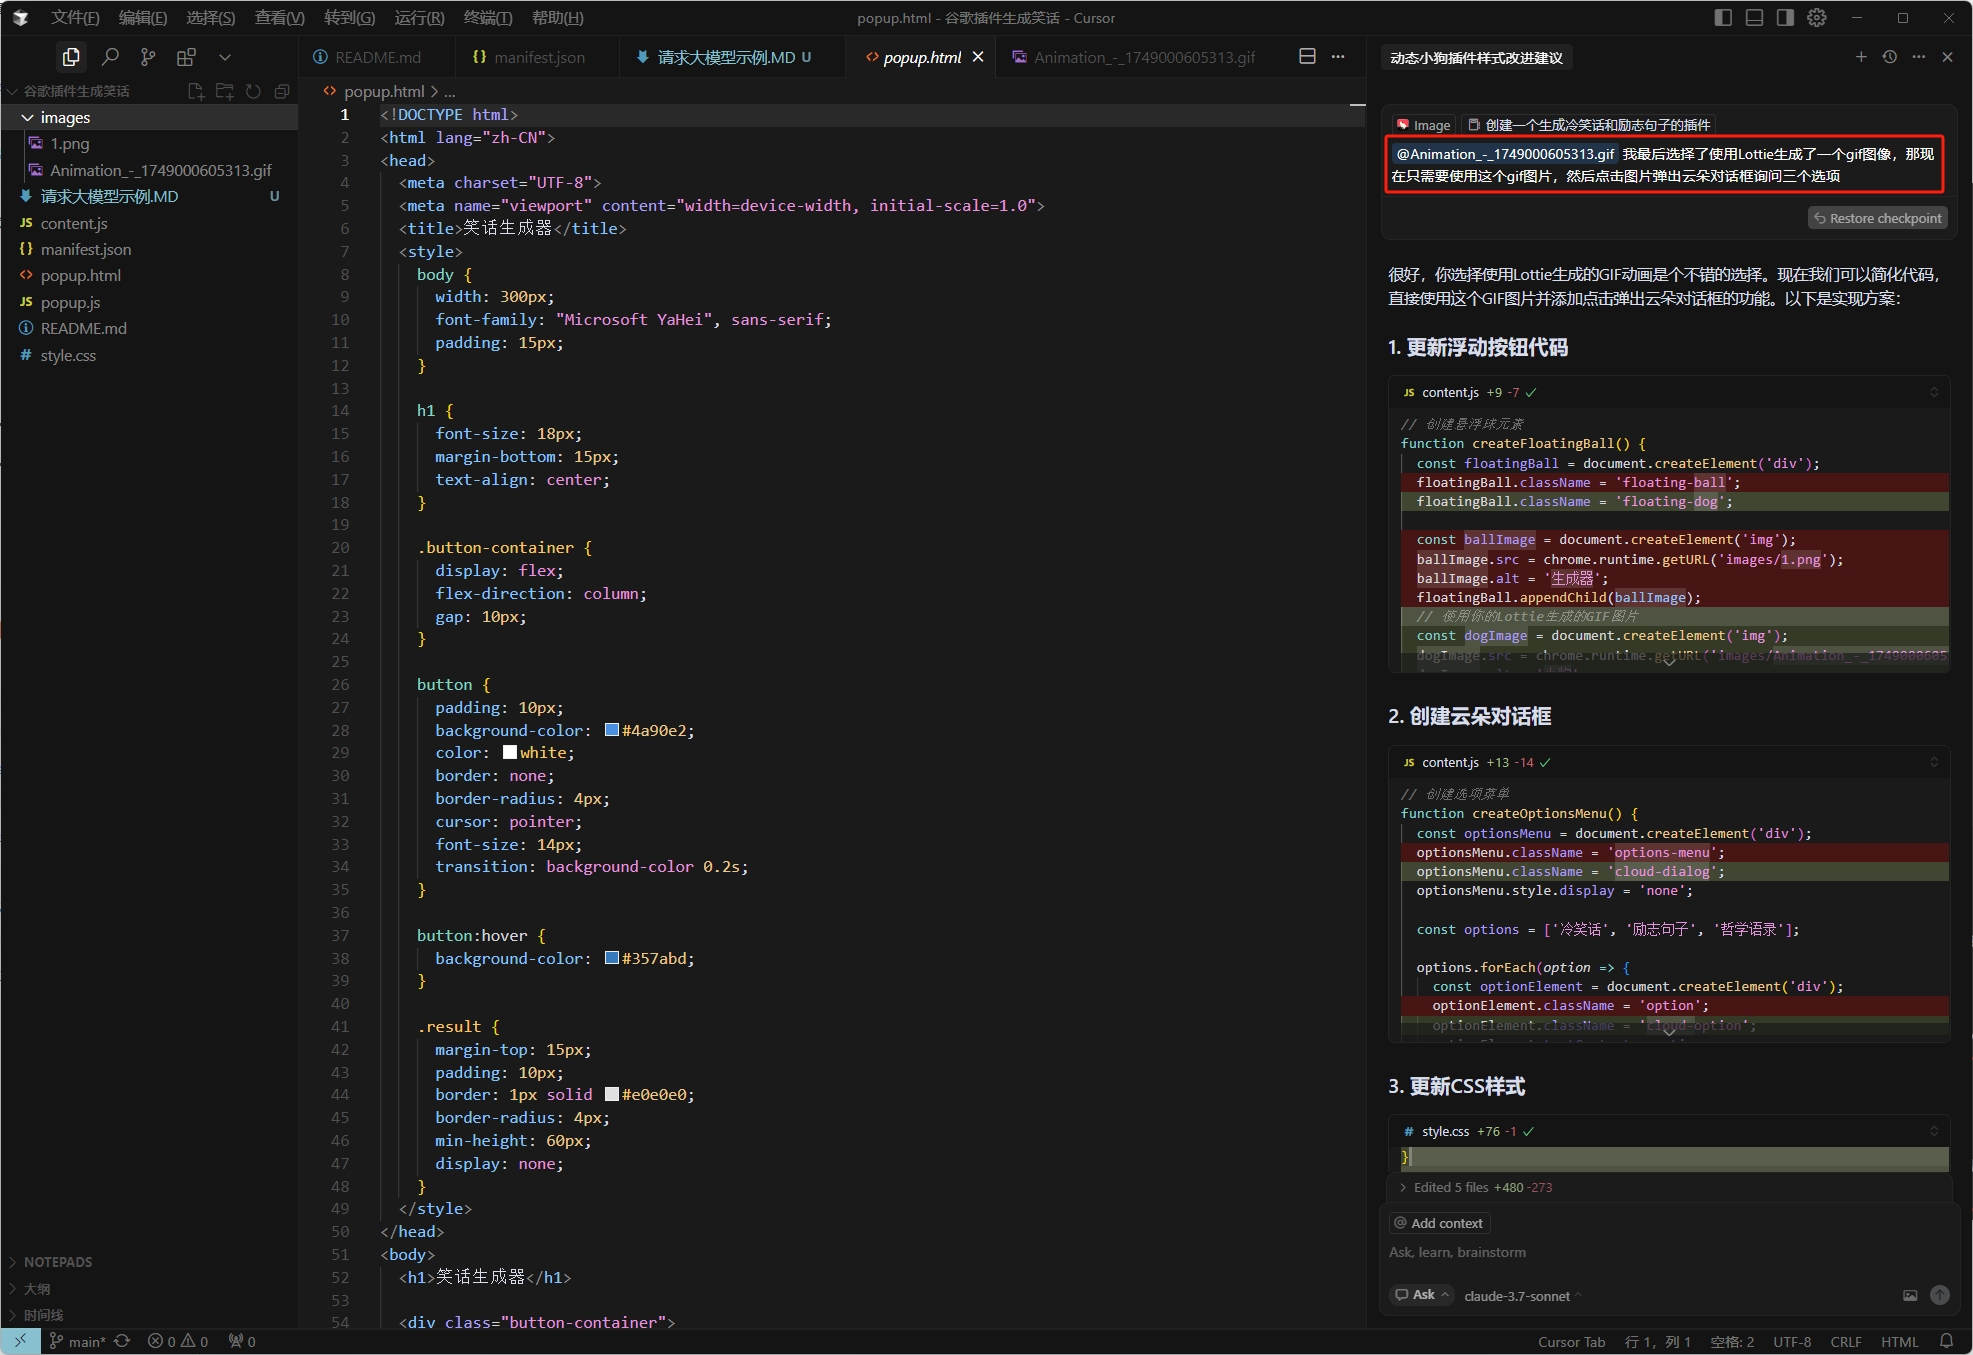 文件(F) 编辑(E) 选择(S) 查看(V) 转到(G) 运行(R) 终端(T) 帮助(H)
popup.html - 谷歌插件生成笑话 - Cursor
谷歌插件生成笑话
images
1.png
Animation_-_1749000605313.gif
请求大模型示例.MD U
content.js
manifest.json
popup.html
popup.js
README.md
style.css
NOTEPADS
大纲
时间线
README.md
manifest.json
请求大模型示例.MD U
popup.html
Animation_-_1749000605313.gif
popup.html > ...
1 <!DOCTYPE html>
2 <html lang="zh-CN">
3 <head>
4 <meta charset="UTF-8">
5 <meta name="viewport" content="width=device-width, initial-scale=1.0">
6 <title>笑话生成器</title>
7 <style>
8 body {
9 width: 300px;
10 font-family: "Microsoft YaHei", sans-serif;
11 padding: 15px;
12 }
13
14 h1 {
15 font-size: 18px;
16 margin-bottom: 15px;
17 text-align: center;
18 }
19
20 .button-container {
21 display: flex;
22 flex-direction: column;
23 gap: 10px;
24 }
25
26 button {
27 padding: 10px;
28 background-color: #4a90e2;
29 color: white;
30 border: none;
31 border-radius: 4px;
32 cursor: pointer;
33 font-size: 14px;
34 transition: background-color 0.2s;
35 }
36
37 button:hover {
38 background-color: #357abd;
39 }
40
41 .result {
42 margin-top: 15px;
43 padding: 10px;
44 border: 1px solid #e0e0e0;
45 border-radius: 4px;
46 min-height: 60px;
47 display: none;
48 }
49 </style>
50 </head>
51 <body>
52 <h1>笑话生成器</h1>
53
54 <div class="button-container">
动态小狗插件样式改进建议
Image 创建一个生成冷笑话和励志句子的插件
@Animation_-_1749000605313.gif 我最后选择了使用Lottie生成了一个gif图像，那现
在只需要使用这个gif图片，然后点击图片弹出云朵对话框询问三个选项
Restore checkpoint
很好，你选择使用Lottie生成的GIF动画是个不错的选择。现在我们可以简化代码，
直接使用这个GIF图片并添加点击弹出云朵对话框的功能。以下是实现方案：
1. 更新浮动按钮代码
JS content.js +9 -7
// 创建悬浮球元素
function createFloatingBall() {
const floatingBall = document.createElement('div');
floatingBall.className = 'floating-ball';
floatingBall.className = 'floating-dog';
const ballImage = document.createElement('img');
ballImage.src = chrome.runtime.getURL('images/1.png');
ballImage.alt = '生成器';
floatingBall.appendChild(ballImage);
// 使用你的Lottie生成的GIF图片
const dogImage = document.createElement('img');
dogImage.src = chrome.runtime.getURL('images/Animation_-_1749000605
2. 创建云朵对话框
JS content.js +13 -14
// 创建选项菜单
function createOptionsMenu() {
const optionsMenu = document.createElement('div');
optionsMenu.className = 'options-menu';
optionsMenu.className = 'cloud-dialog';
optionsMenu.style.display = 'none';
const options = ['冷笑话', '励志句子', '哲学语录'];
options.forEach(option => {
const optionElement = document.createElement('div');
optionElement.className = 'option';
optionElement.className = 'cloud-option';
3. 更新CSS样式
# style.css +76 -1
}
Edited 5 files +480 -273
@ Add context
Ask, learn, brainstorm
Ask claude-3.7-sonnet
main* 0 0 0
Cursor Tab 行 1，列 1 空格: 2 UTF-8 CRLF HTML